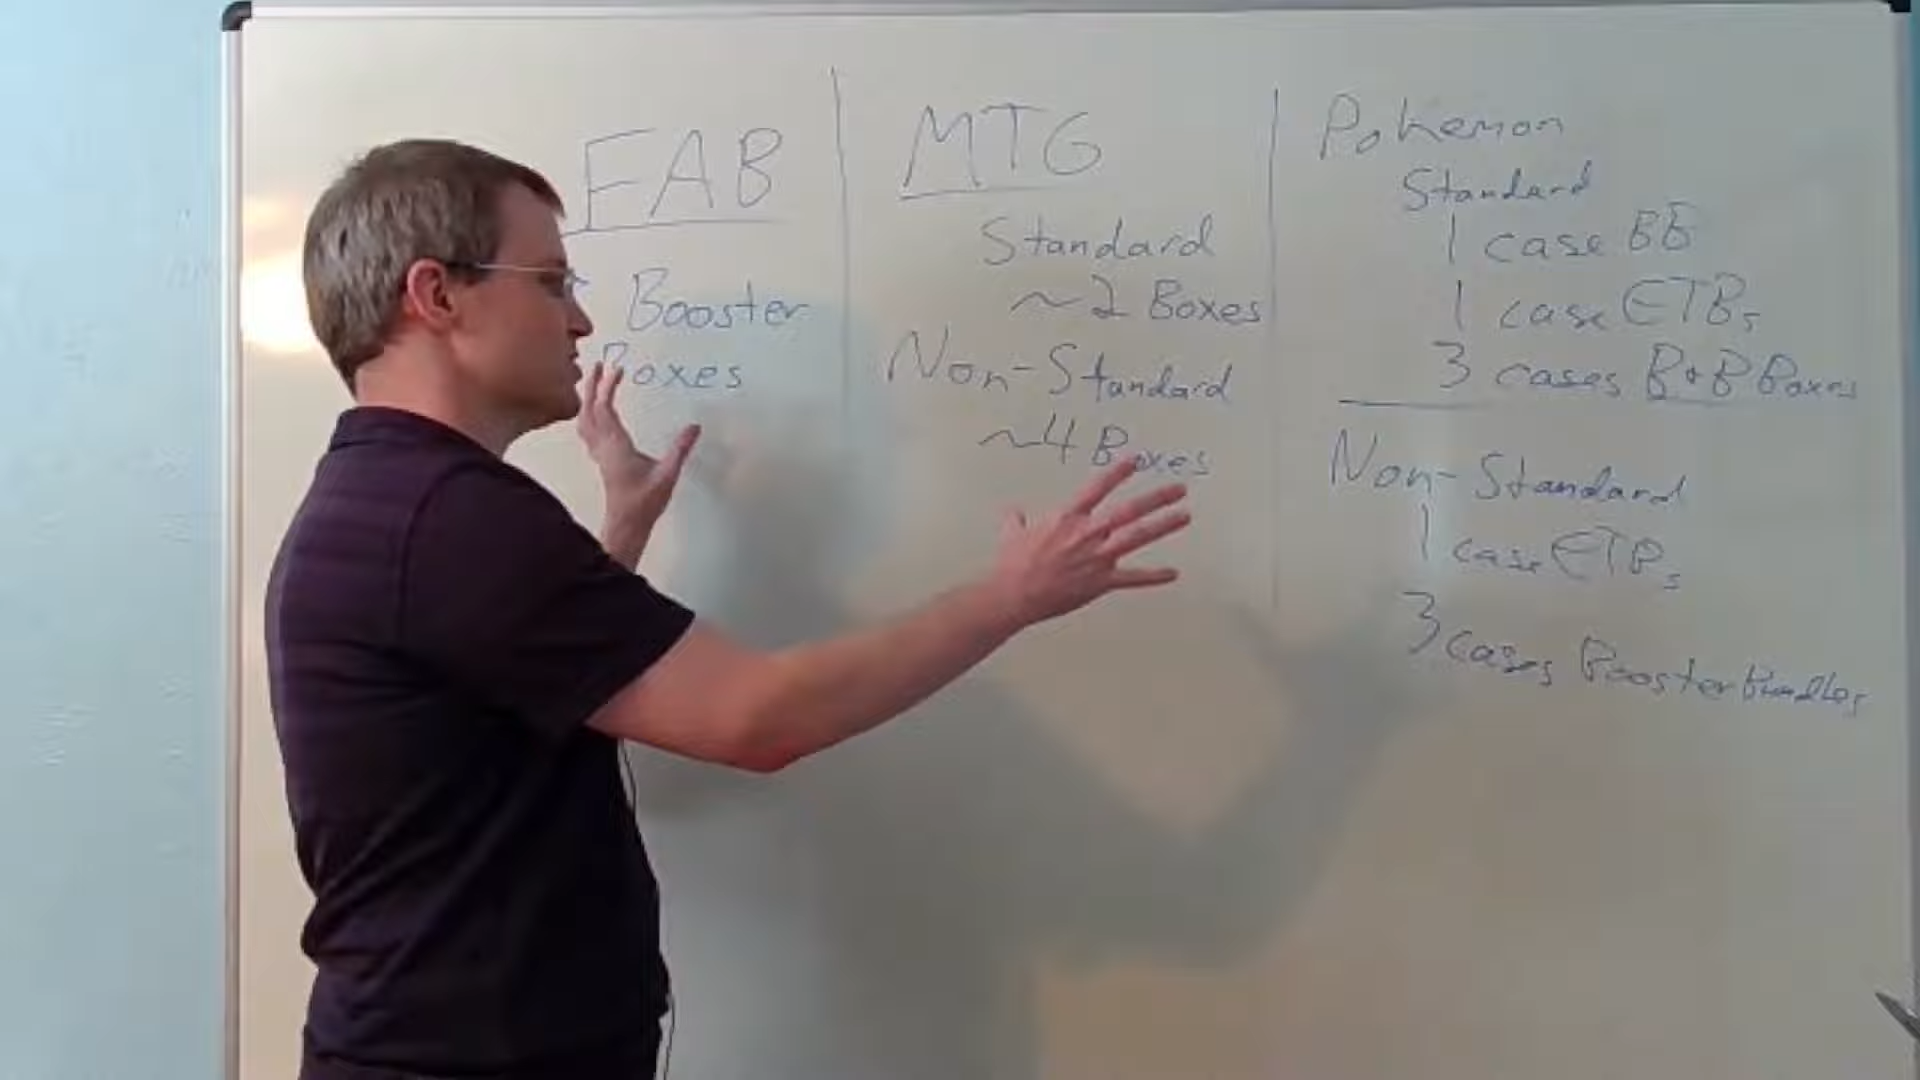 FAB
Booster
Boxes
MTG
Standard
~2 Boxes
Non-Standard
~4 Boxes
Pokemon
Standard
1 case BB
1 case ETBs
3 cases B+B Boxes
Non-Standard
1 case ETBs
3 cases Booster Bundles